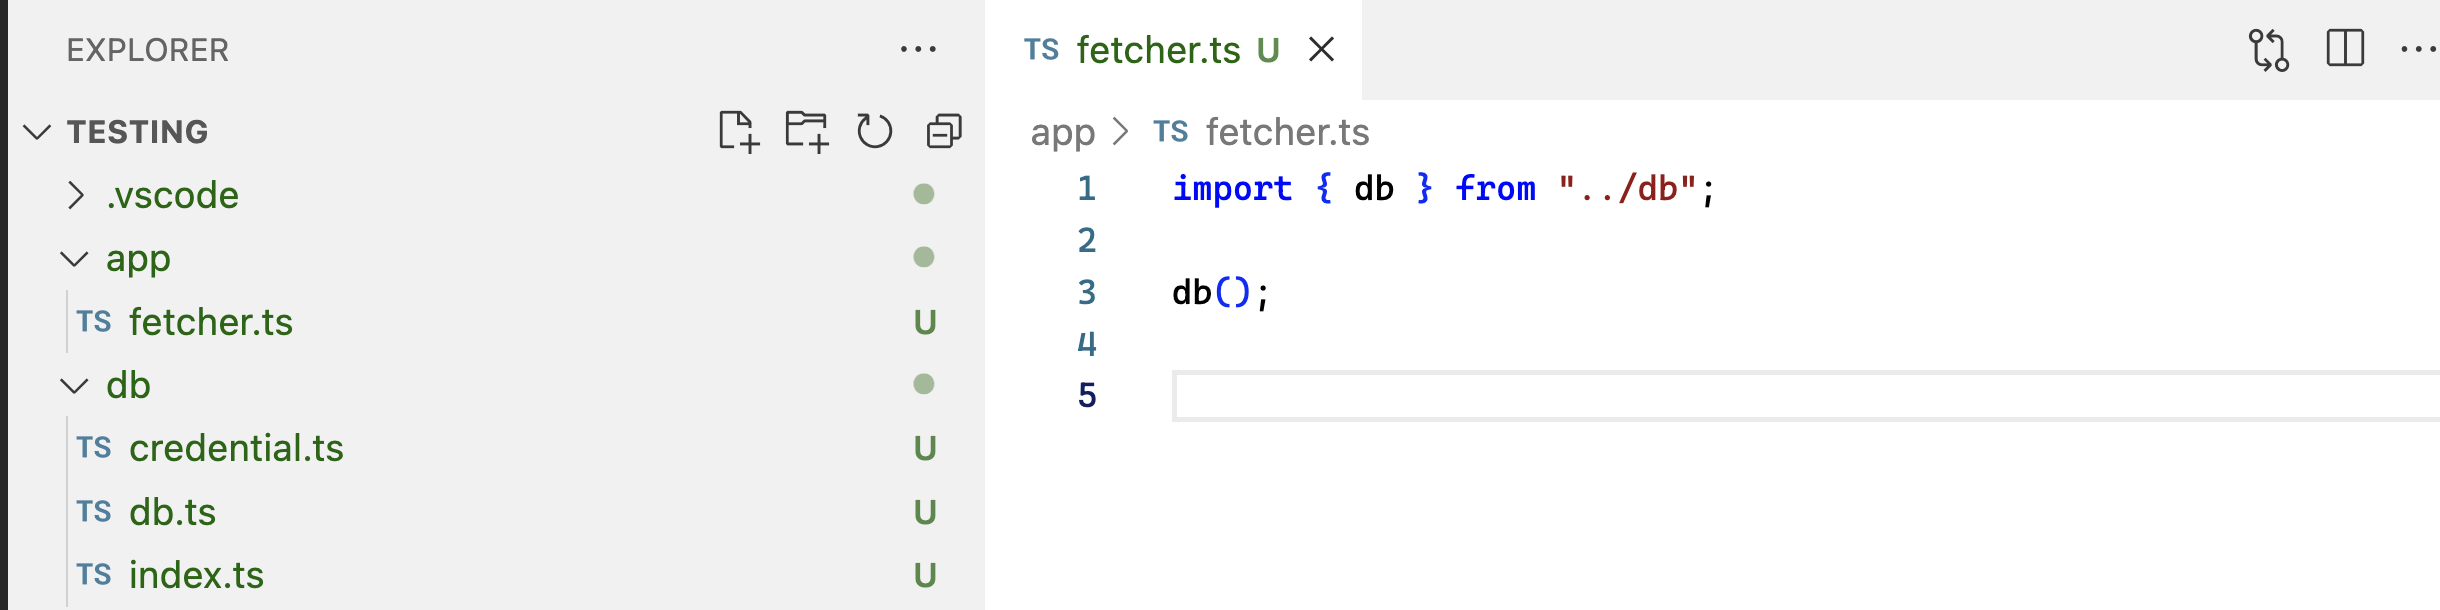 EXPLORER
TESTING
.vscode
app
TS fetcher.ts U
db
TS credential.ts U
TS db.ts U
TS index.ts U
TS fetcher.ts U
app > TS fetcher.ts
1 import { db } from "../db";
2
3 db();
4
5